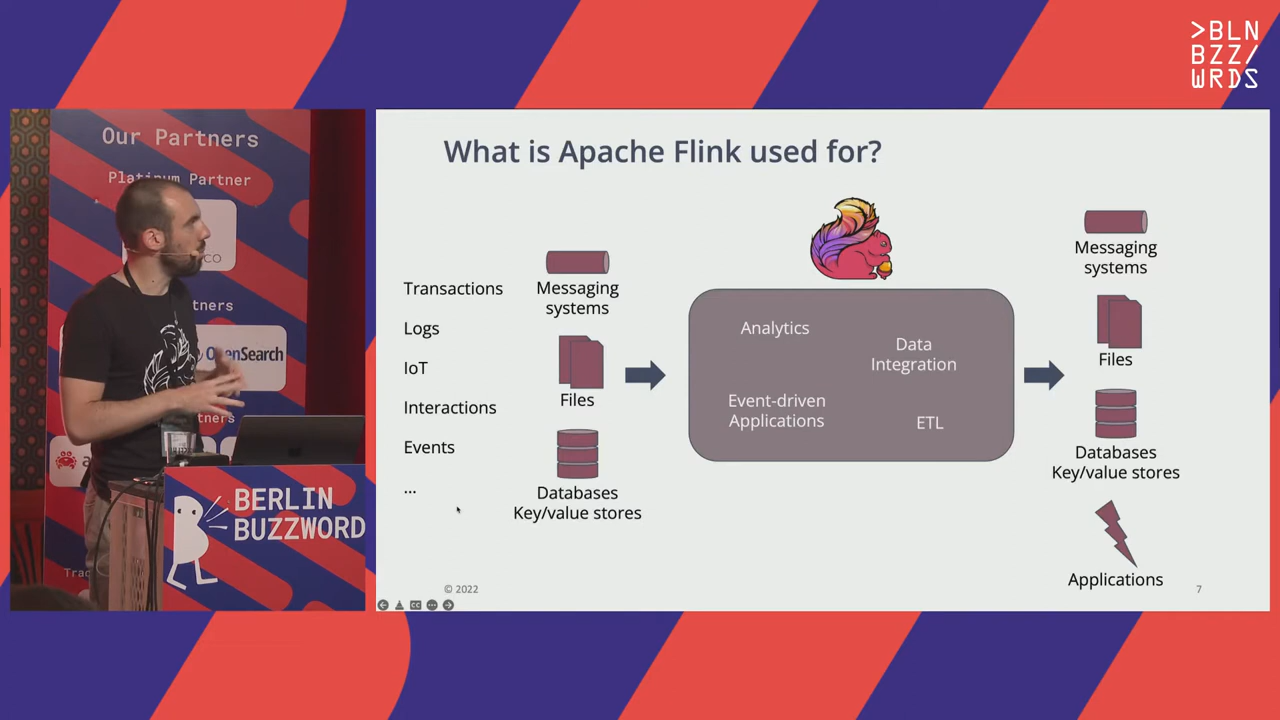 >BLN
BZZ/
WRDS
Our Partners
Platinum Partner
CO
OpenSearch
BERLIN
BUZZWORD
What is Apache Flink used for?
Transactions
Logs
IoT
Interactions
Events
...
Messaging
systems
Files
Databases
Key/value stores
Analytics
Data
Integration
Event-driven
Applications
ETL
Messaging
systems
Files
Databases
Key/value stores
Applications
© 2022
7
CC